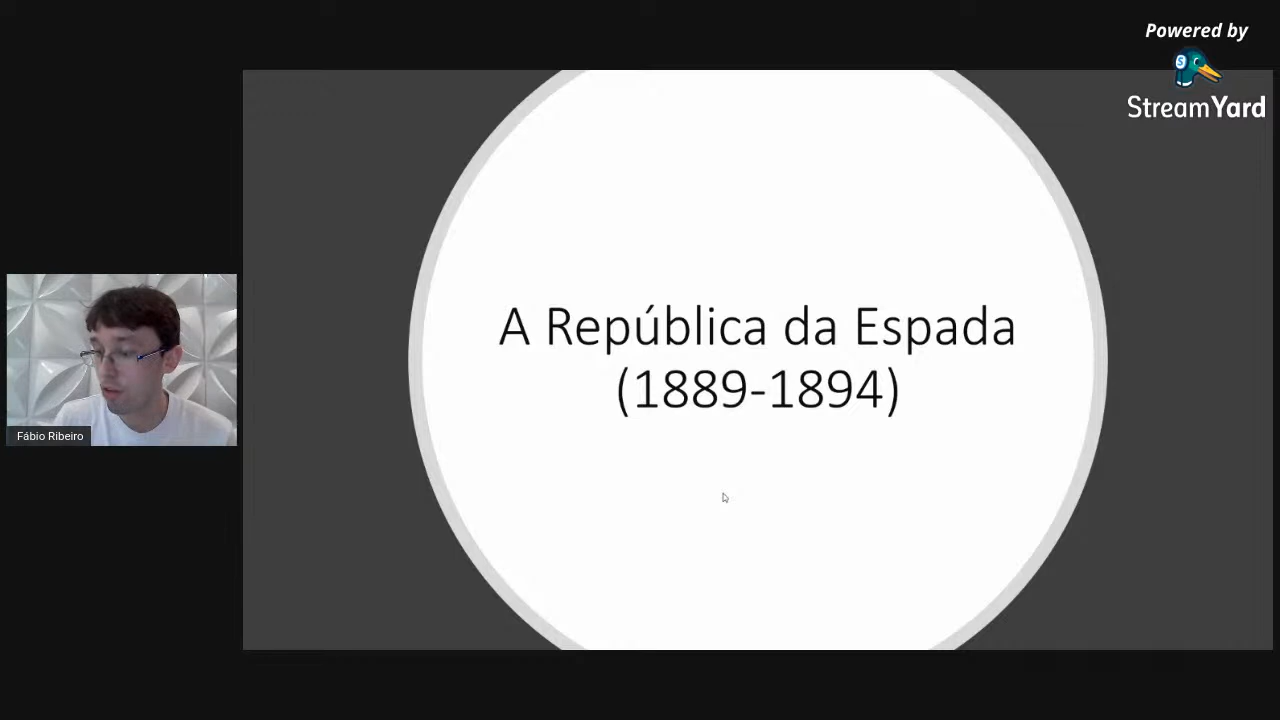 Powered by
StreamYard
A República da Espada
(1889-1894)
Fábio Ribeiro